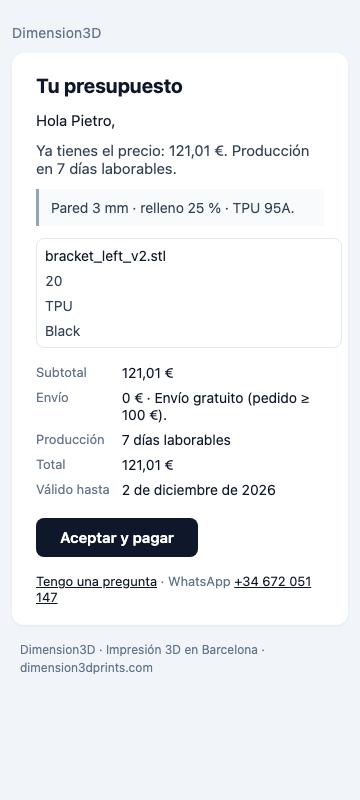 Dimension3D
Tu presupuesto
Hola Pietro,
Ya tienes el precio: 121,01 €. Producción
en 7 días laborables.
Pared 3 mm · relleno 25 % · TPU 95A.
bracket_left_v2.stl
20
TPU
Black
Subtotal 121,01 €
Envío 0 € · Envío gratuito (pedido ≥
100 €).
Producción 7 días laborables
Total 121,01 €
Válido hasta 2 de diciembre de 2026
Aceptar y pagar
Tengo una pregunta · WhatsApp +34 672 051
147
Dimension3D · Impresión 3D en Barcelona ·
dimension3dprints.com